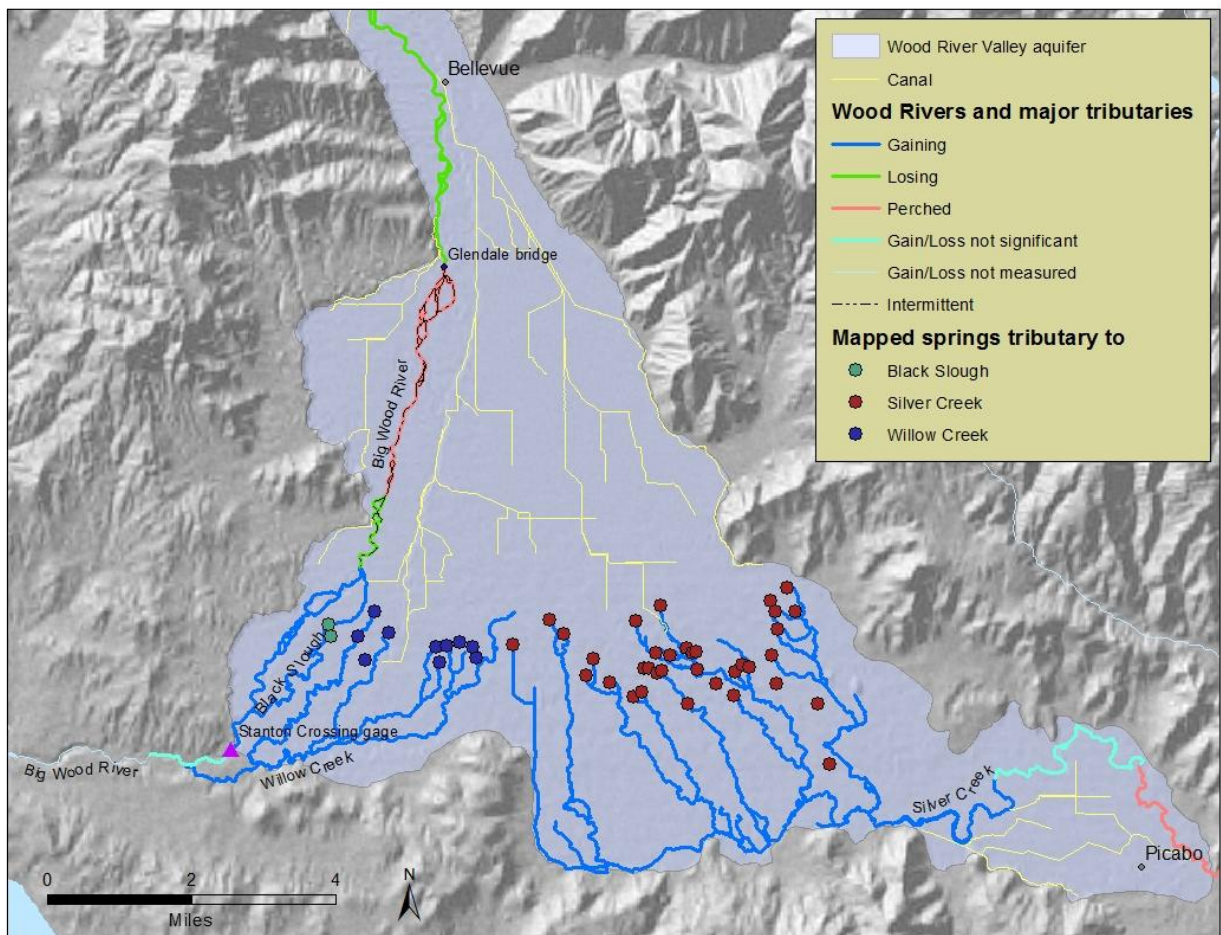 Bellevue
Glendale bridge
Big Wood River
Black Slough
Stanton Crossing gage
Big Wood River
Willow Creek
Silver Creek
Picabo
0 2 4
Miles
N
Wood River Valley aquifer
Canal
Wood Rivers and major tributaries
Gaining
Losing
Perched
Gain/Loss not significant
Gain/Loss not measured
Intermittent
Mapped springs tributary to
Black Slough
Silver Creek
Willow Creek